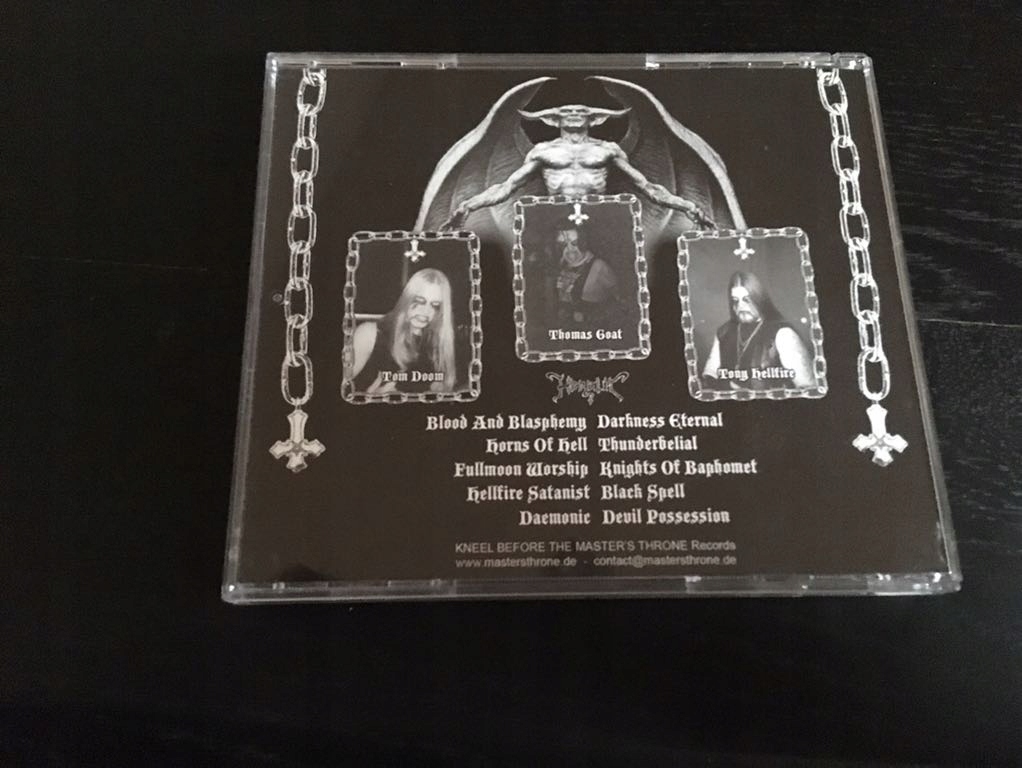 Thomas Goat
Tom Doom
Tony Hellfire
Blood And Blasphemy Darkness Eternal
Horns Of Hell Thunderbelial
Fullmoon Worship Knights Of Baphomet
Hellfire Satanist Black Spell
Daemonic Devil Possession
KNEEL BEFORE THE MASTER'S THRONE Records
www.mastersthrone.de - contact@mastersthrone.de